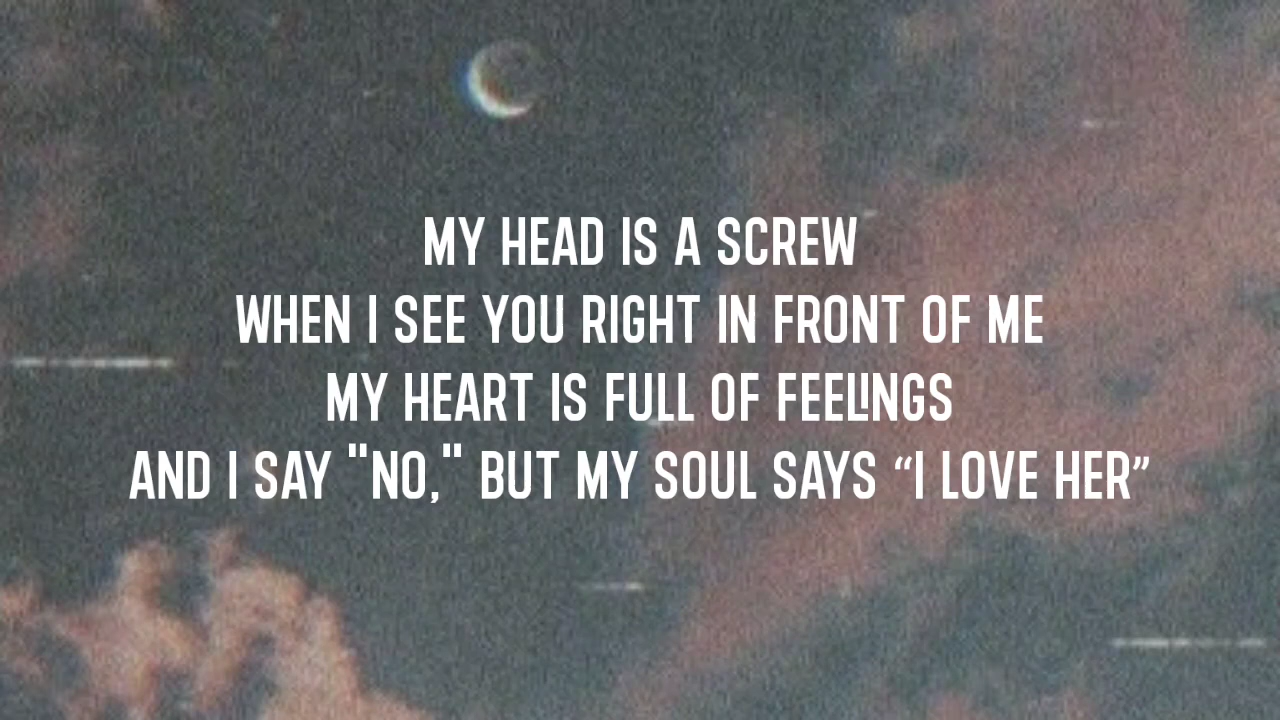 MY HEAD IS A SCREW
WHEN I SEE YOU RIGHT IN FRONT OF ME
MY HEART IS FULL OF FEELINGS
AND I SAY "NO," BUT MY SOUL SAYS “I LOVE HER”